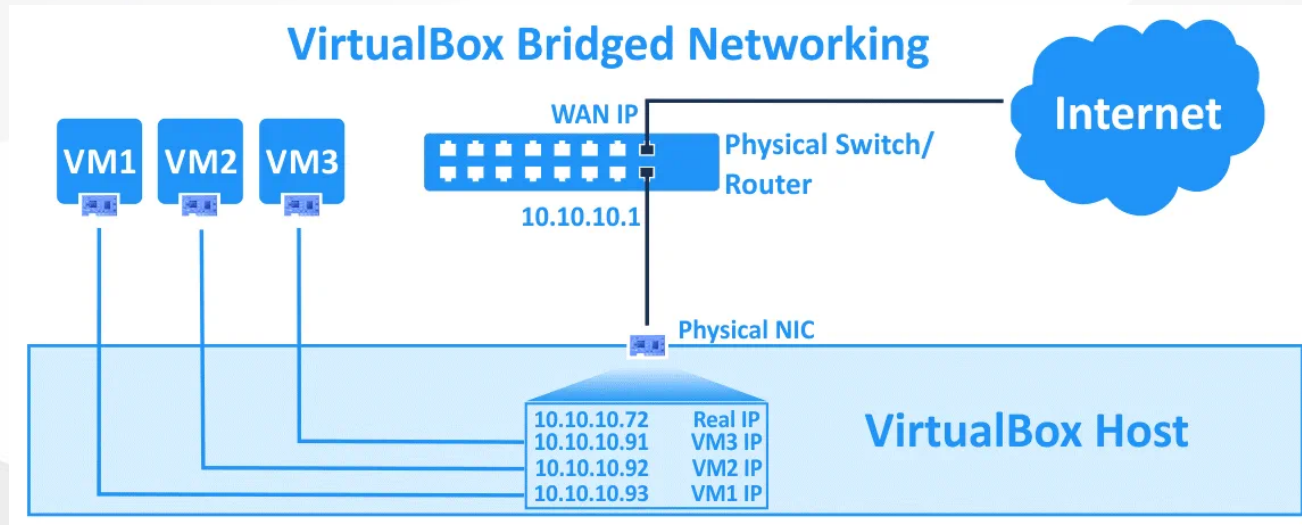 VirtualBox Bridged Networking
Internet
WAN IP
VM1
VM2
VM3
Physical Switch/
Router
10.10.10.1
Physical NIC
10.10.10.72 Real IP
10.10.10.91 VM3 IP
10.10.10.92 VM2 IP
10.10.10.93 VM1 IP
VirtualBox Host